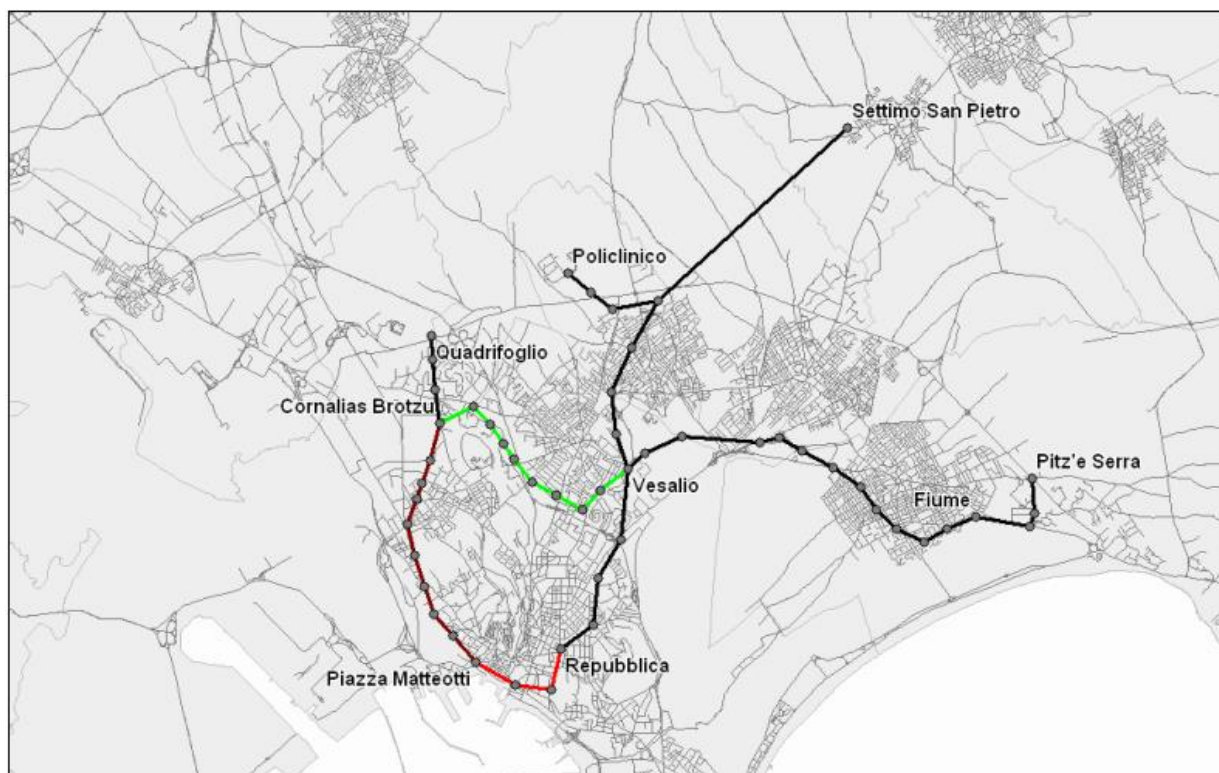 Settimo San Pietro
Policlinico
Quadrifoglio
Cornalias Brotzu
Pitz'e Serra
Vesalio
Fiume
Repubblica
Piazza Matteotti